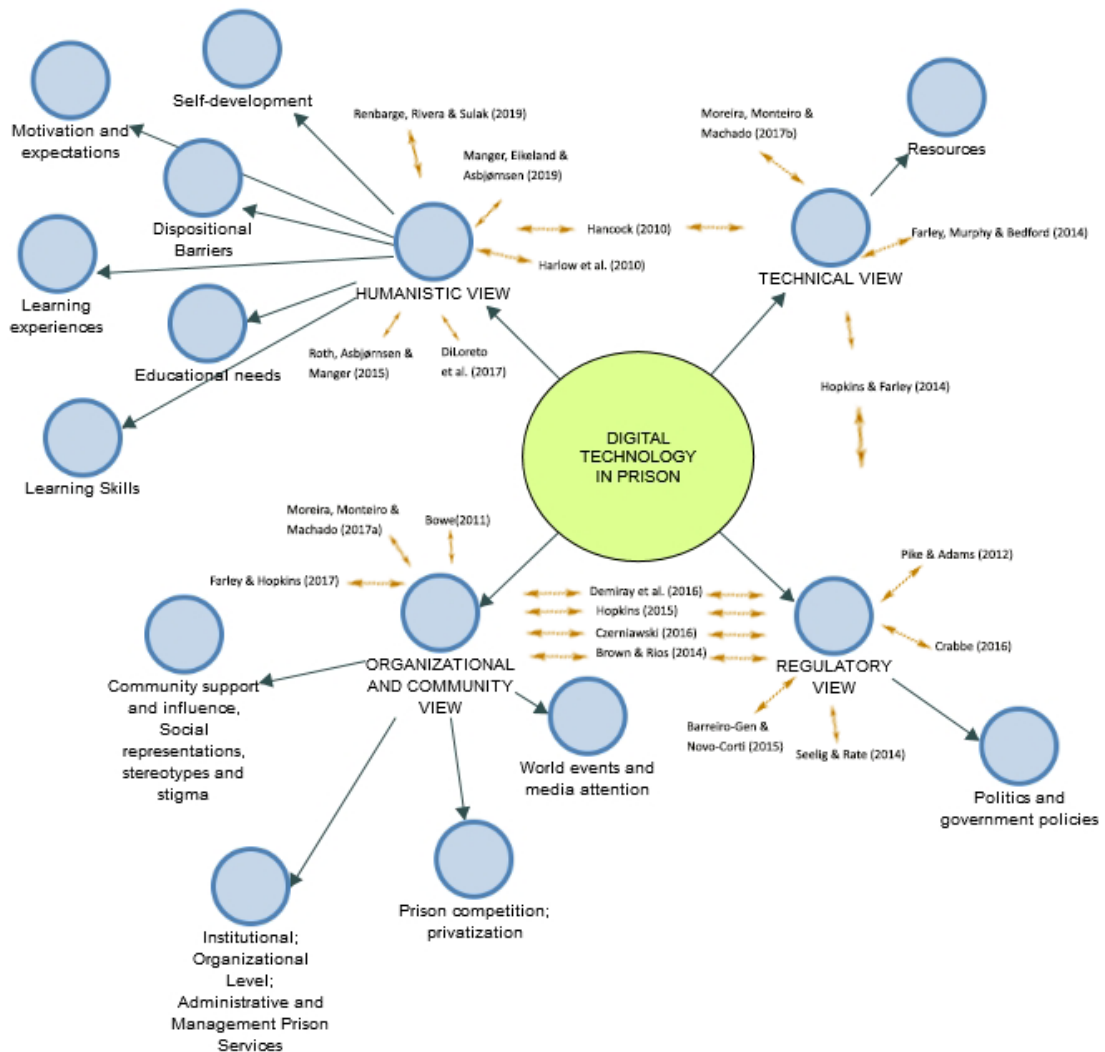 Self-development
Motivation and
expectations
Renbarge, Rivera & Sulak (2019)
Moreira, Monteiro &
Machado (2017b)
Resources
Manger, Eikeland &
Asbjørnsen (2019)
Dispositional
Barriers
Hancock (2010)
Farley, Murphy & Bedford (2014)
Harlow et al. (2010)
TECHNICAL VIEW
HUMANISTIC VIEW
Learning
experiences
Roth, Asbjørnsen &
Manger (2015)
DiLoreto
et al. (2017)
Educational needs
Hopkins & Farley (2014)
DIGITAL
TECHNOLOGY
IN PRISON
Learning Skills
Moreira, Monteiro &
Machado (2017a)
Bowe(2011)
Pike & Adams (2012)
Farley & Hopkins (2017)
Demiray et al. (2016)
Hopkins (2015)
Czerniawski (2016)
Brown & Rios (2014)
Crabbe (2016)
ORGANIZATIONAL
AND COMMUNITY
VIEW
REGULATORY
VIEW
Community support
and influence,
Social
representations,
stereotypes and
stigma
Barreiro-Gen &
Novo-Corti (2015)
Seelig & Rate (2014)
World events and
media attention
Politics and
government policies
Prison competition;
privatization
Institutional;
Organizational
Level;
Administrative and
Management Prison
Services